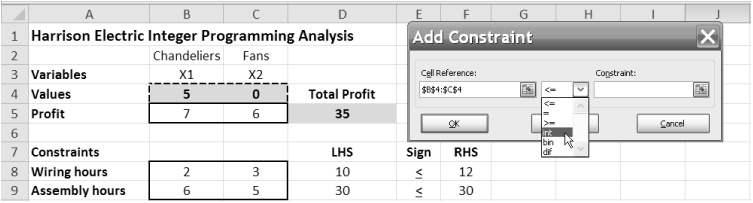 A B C D E F G H I J
1 Harrison Electric Integer Programming Analysis
2 Chandeliers Fans
3 Variables X1 X2
4 Values 5 0 Total Profit
5 Profit 7 6 35
6
7 Constraints LHS Sign RHS
8 Wiring hours 2 3 10 ≤ 12
9 Assembly hours 6 5 30 ≤ 30
Add Constraint
Cell Reference: Constraint:
$B$4:$C$4 <=
<=
=
>=
int
bin
dif
OK Cancel